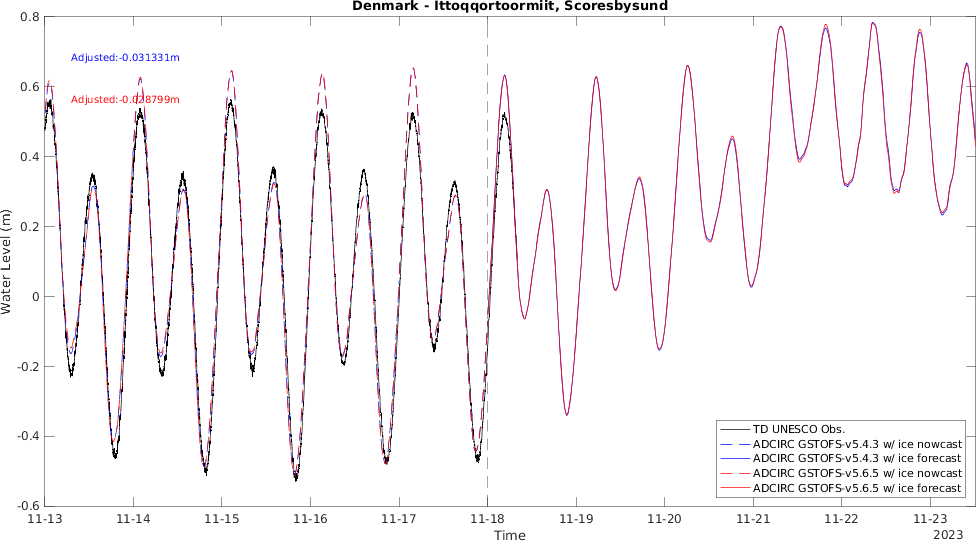 Denmark - Ittoqqortoormiit, Scoresbysund
Adjusted:-0.031331m
Adjusted:-0.028799m
Water Level (m)
0.8
0.6
0.4
0.2
0
-0.2
-0.4
-0.6
TD UNESCO Obs.
ADCIRC GSTOFS-v5.4.3 w/ ice nowcast
ADCIRC GSTOFS-v5.4.3 w/ ice forecast
ADCIRC GSTOFS-v5.6.5 w/ ice nowcast
ADCIRC GSTOFS-v5.6.5 w/ ice forecast
11-13 11-14 11-15 11-16 11-17 11-18 11-19 11-20 11-21 11-22 11-23
Time
2023